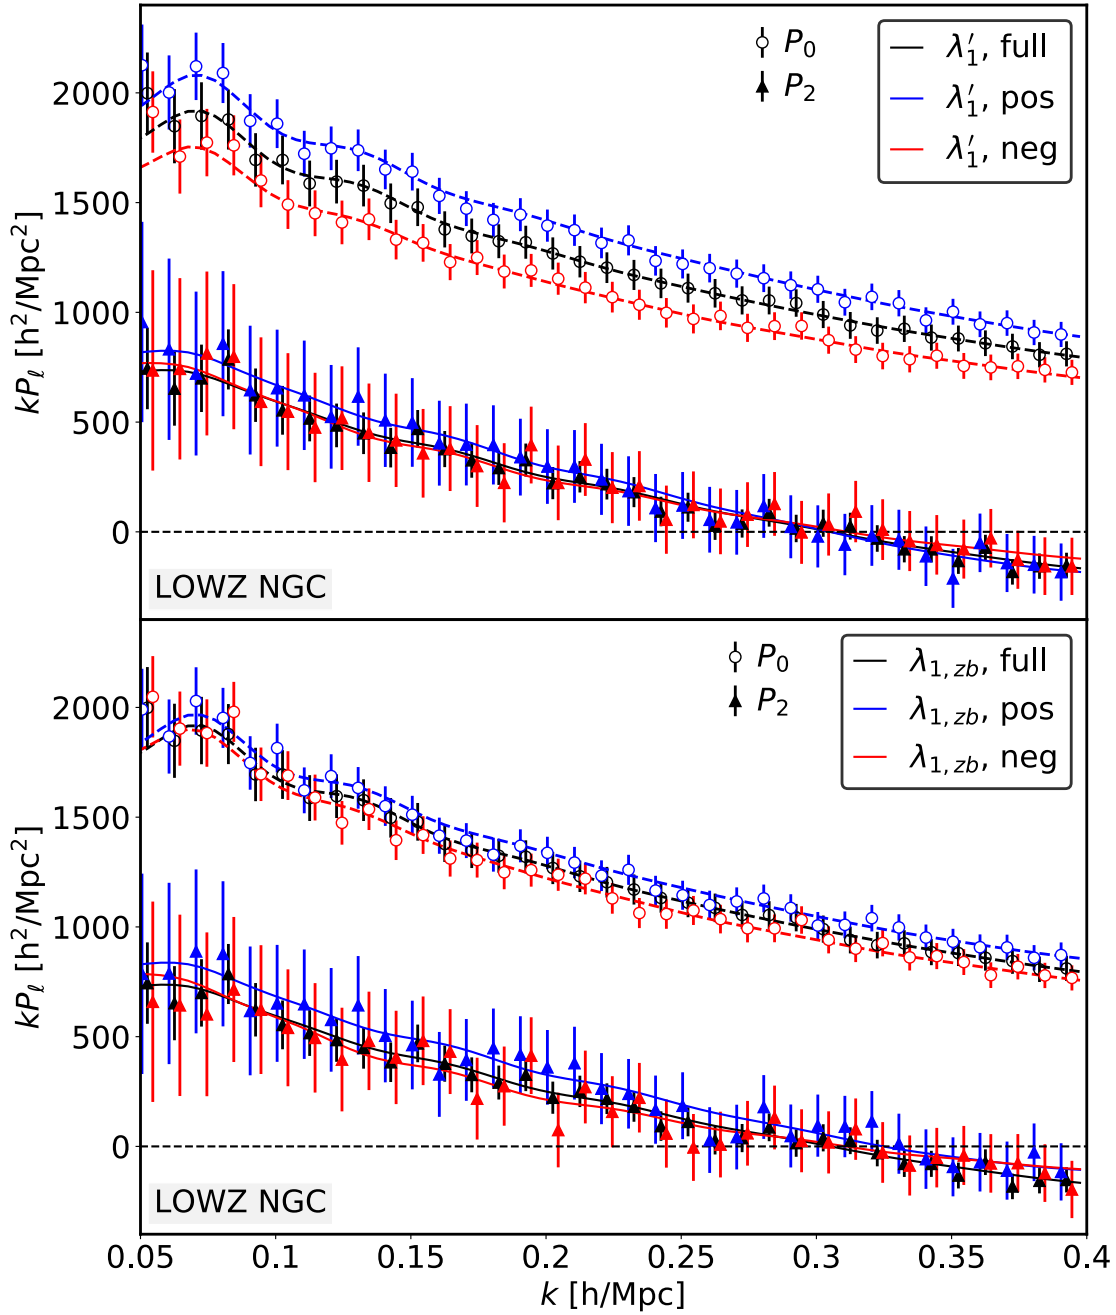 P₀
P₂
λ′₁, full
λ′₁, pos
λ′₁, neg
2000
1500
1000
500
0
kPℓ [h²/Mpc²]
LOWZ NGC
P₀
P₂
λ₁,zb, full
λ₁,zb, pos
λ₁,zb, neg
2000
1500
1000
500
0
kPℓ [h²/Mpc²]
LOWZ NGC
0.05 0.1 0.15 0.2 0.25 0.3 0.35 0.4
k [h/Mpc]